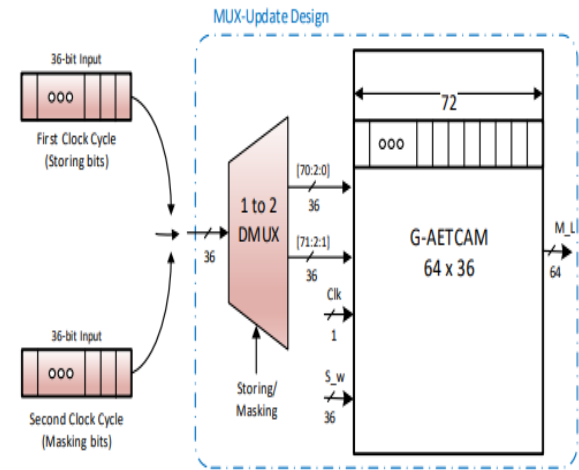 MUX-Update Design
36-bit Input
ooo
First Clock Cycle
(Storing bits)
36
1 to 2
DMUX
Storing/
Masking
[70:2:0]
36
[71:2:1]
36
Clk
1
S_w
36
72
ooo
G-AETCAM
64 x 36
M_L
64
36-bit Input
ooo
Second Clock Cycle
(Masking bits)